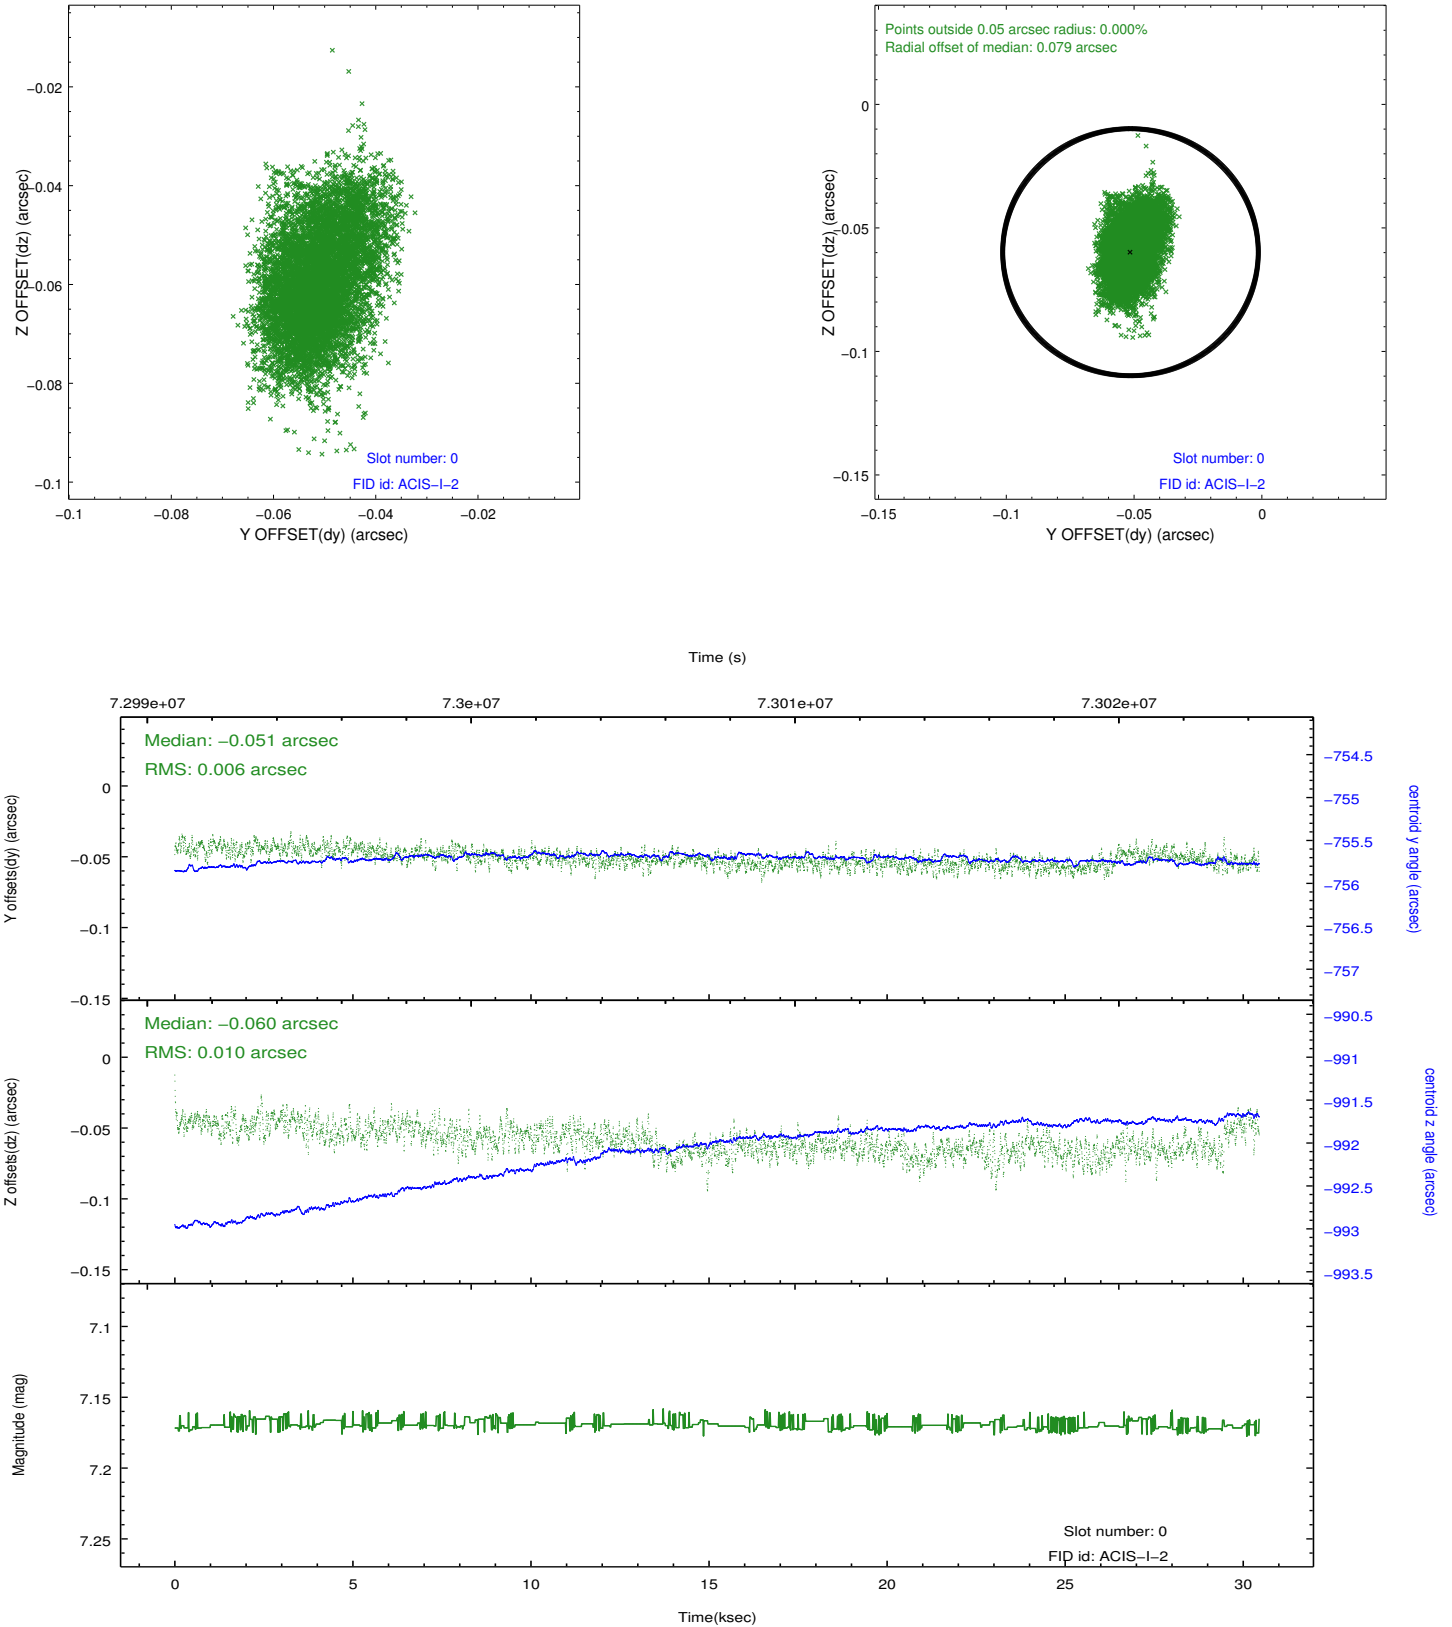 −0.02
−0.04
−0.06
−0.08
−0.1
Z OFFSET(dz) (arcsec)
Slot number: 0
FID id: ACIS−I−2
−0.1 −0.08 −0.06 −0.04 −0.02
Y OFFSET(dy) (arcsec)
Points outside 0.05 arcsec radius: 0.000%
Radial offset of median: 0.079 arcsec
0
−0.05
−0.1
−0.15
Z OFFSET(dz) (arcsec)
Slot number: 0
FID id: ACIS−I−2
−0.15 −0.1 −0.05 0
Y OFFSET(dy) (arcsec)
Time (s)
7.299e+07 7.3e+07 7.301e+07 7.302e+07
Median: −0.051 arcsec
RMS: 0.006 arcsec
0
−0.05
−0.1
−0.15
Y offsets(dy) (arcsec)
−754.5
−755
−755.5
−756
−756.5
−757
centroid y angle (arcsec)
Median: −0.060 arcsec
RMS: 0.010 arcsec
0
−0.05
−0.1
−0.15
Z offsets(dz) (arcsec)
−990.5
−991
−991.5
−992
−992.5
−993
−993.5
centroid z angle (arcsec)
7.1
7.15
7.2
7.25
Magnitude (mag)
Slot number: 0
FID id: ACIS−I−2
0 5 10 15 20 25 30
Time(ksec)